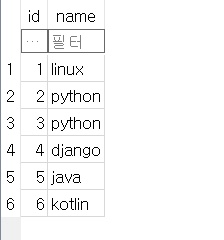 id name
... 필터
1 1 linux
2 2 python
3 3 python
4 4 django
5 5 java
6 6 kotlin